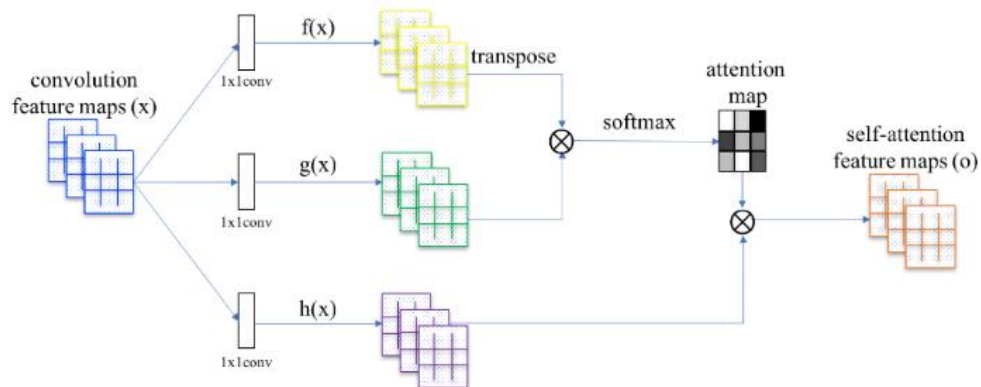 f(x)
1x1conv
transpose
convolution
feature maps (x)
attention
map
softmax
self-attention
feature maps (o)
g(x)
1x1conv
h(x)
1x1conv